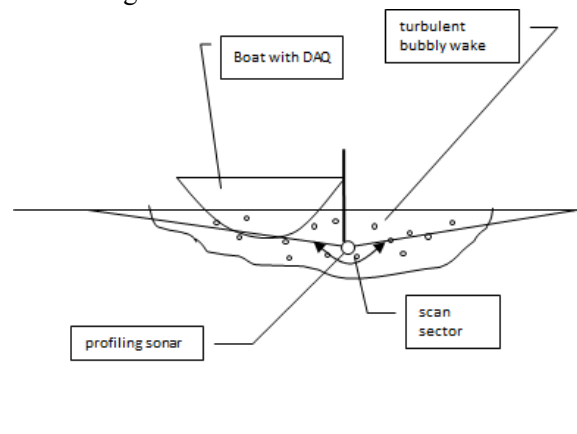 turbulent
bubbly wake
Boat with DAQ
profiling sonar
scan
sector